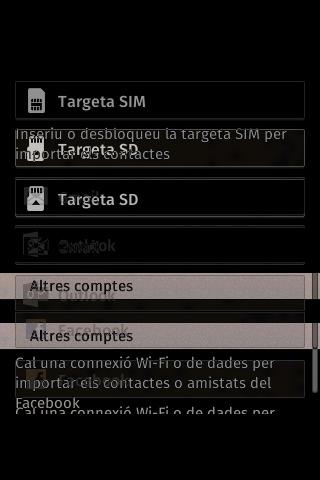 Targeta SIM
Inseriu o desbloqueu la targeta SIM per
importar els contactes
Targeta SD
Targeta SD
Gmail
Outlook
Altres comptes
Outlook
Facebook
Altres comptes
Cal una connexió Wi-Fi o de dades per
Facebook
importar els contactes o amistats del
Facebook
Cal una connexió Wi-Fi o de dades per